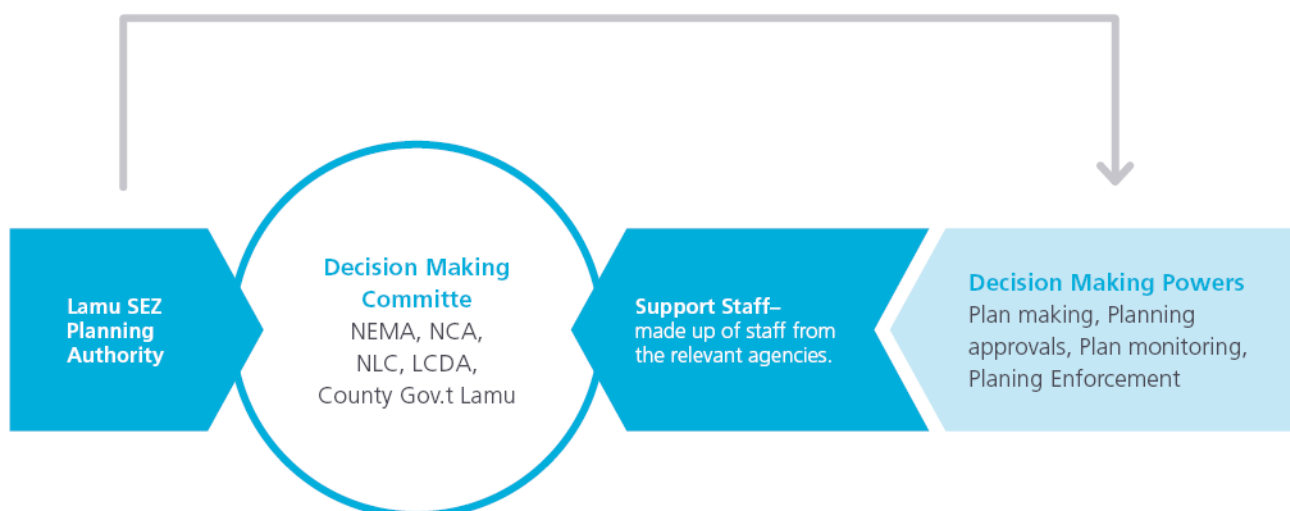 Lamu SEZ
Planning
Authority
Decision Making
Committe
NEMA, NCA,
NLC, LCDA,
County Gov.t Lamu
Support Staff–
made up of staff from
the relevant agencies.
Decision Making Powers
Plan making, Planning
approvals, Plan monitoring,
Planing Enforcement